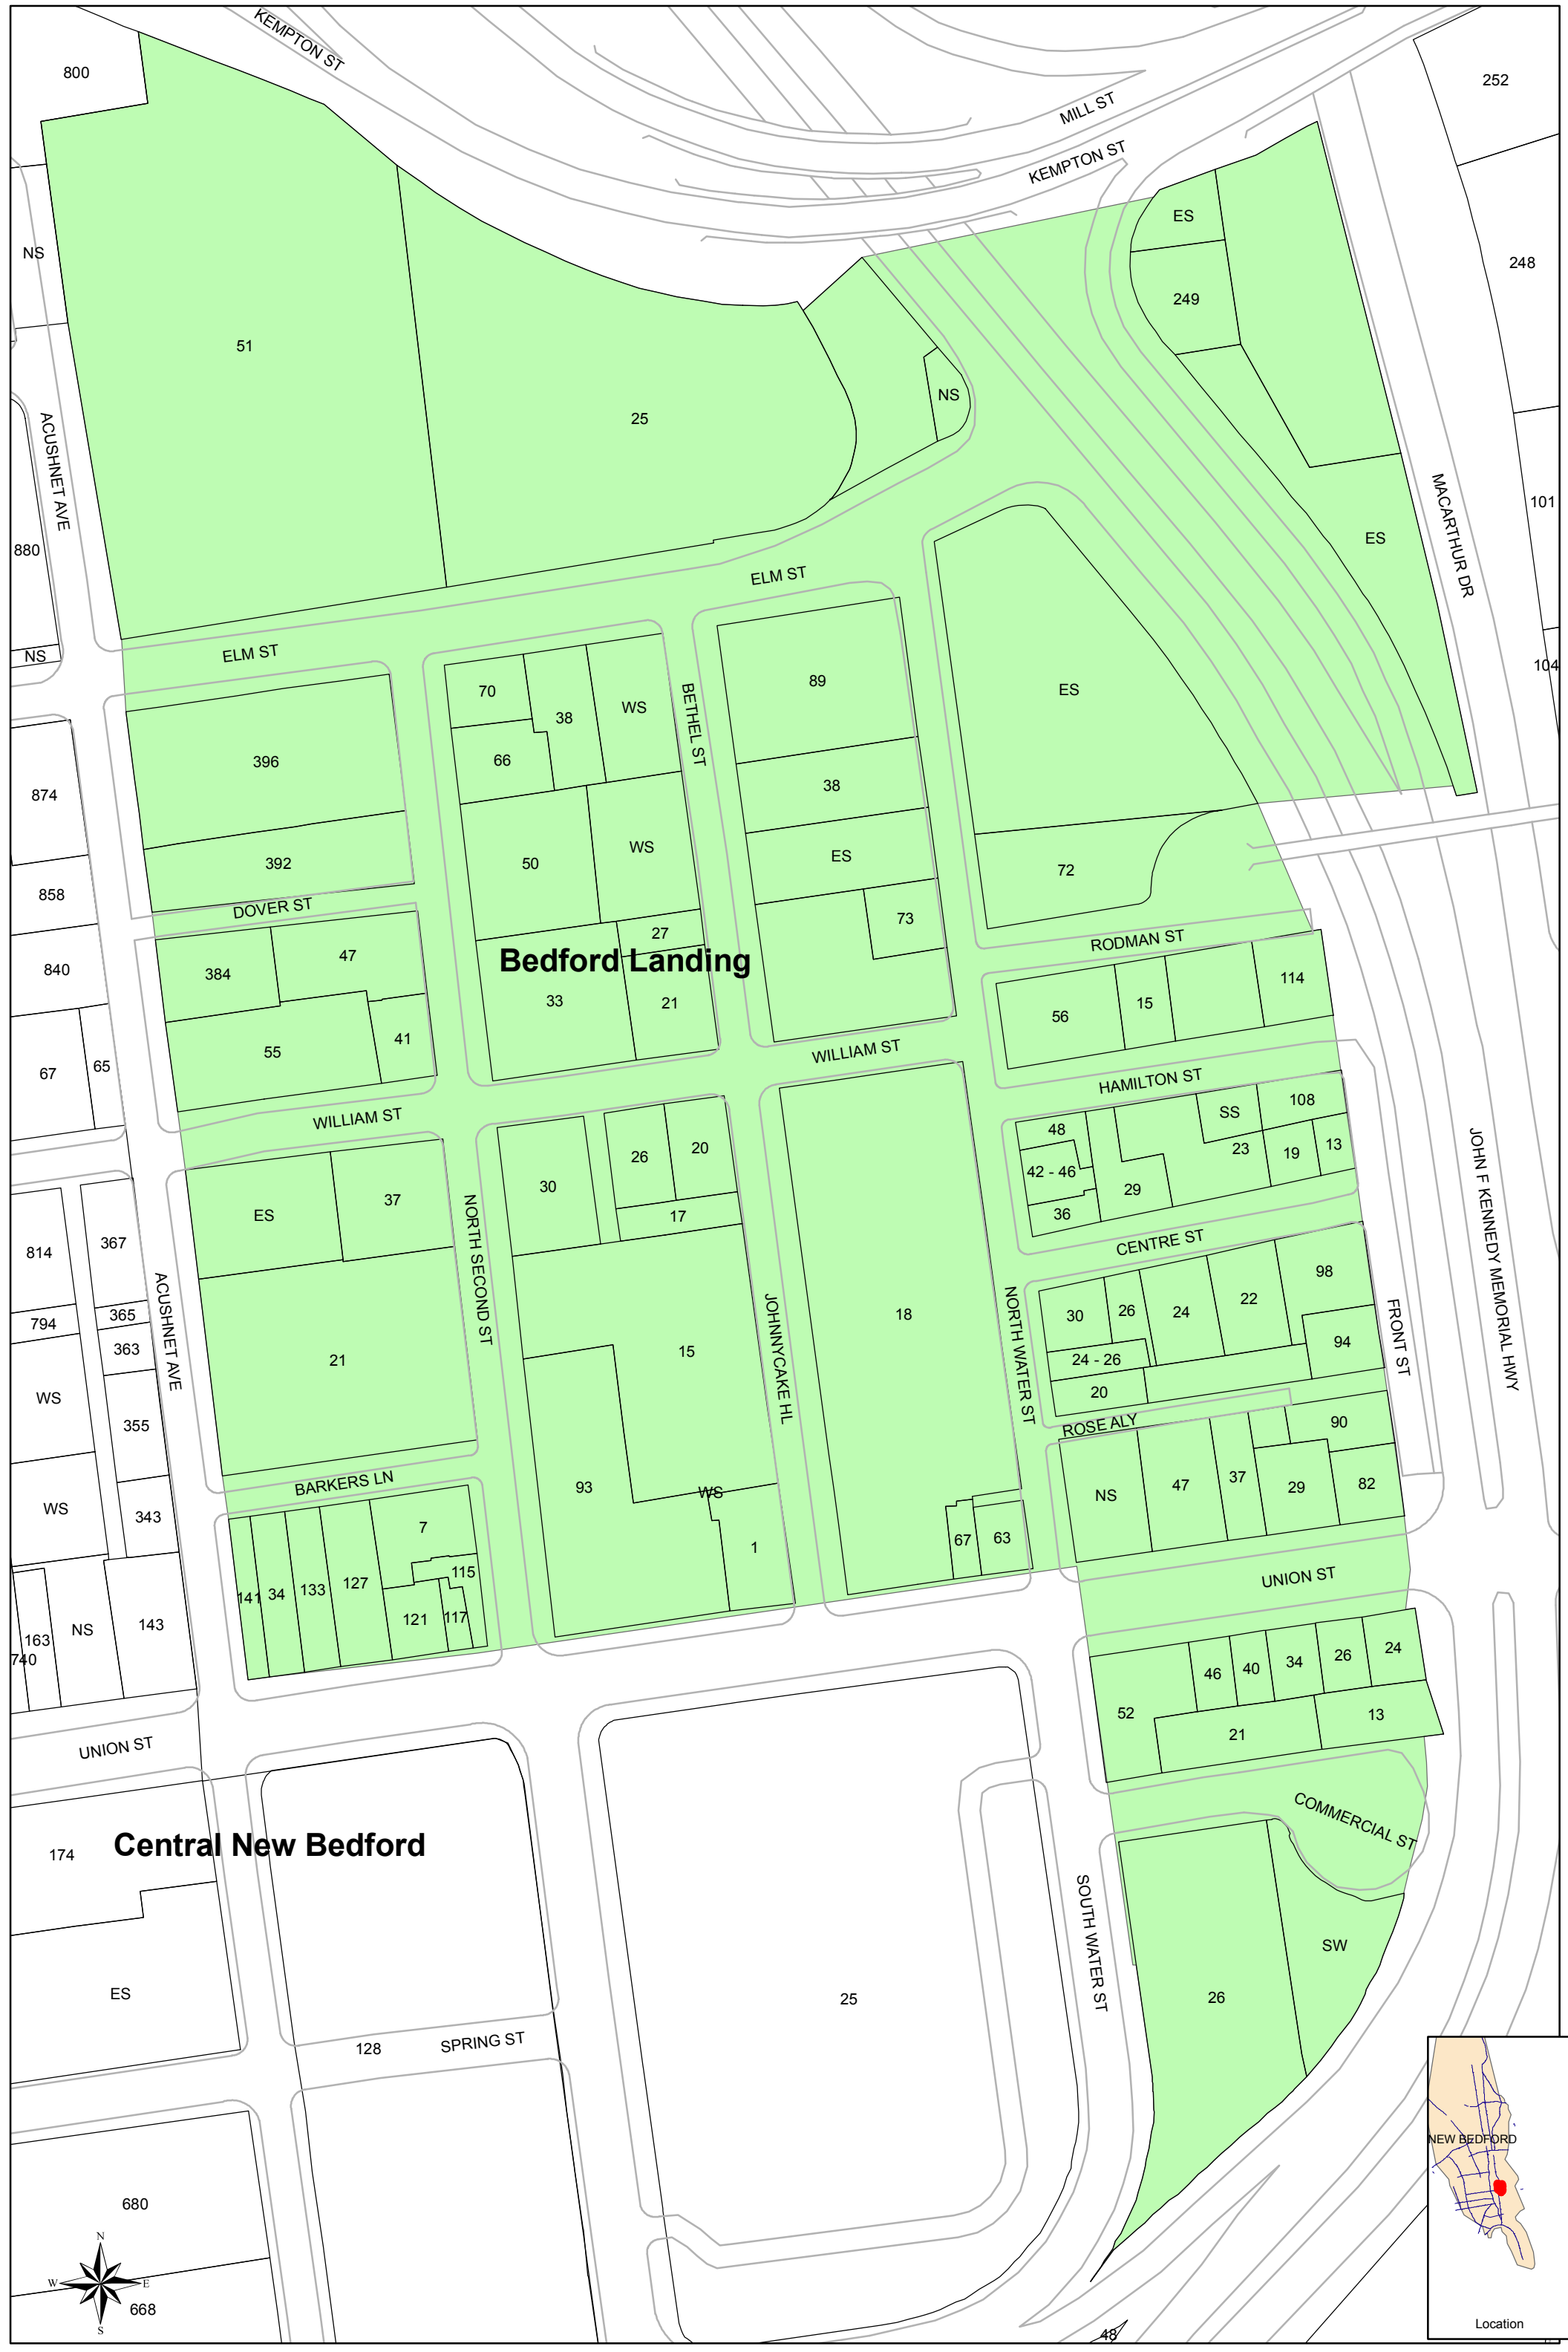 KEMPTON ST
800
252
MILL ST
KEMPTON ST
ES
NS
248
249
51
NS
25
ACUSHNET AVE
MACARTHUR DR
101
ES
880
ELM ST
NS
ELM ST
104
70
38
WS
BETHEL ST
89
ES
66
396
38
874
WS
50
ES
392
72
858
DOVER ST
73
27
47
RODMAN ST
Bedford Landing
840
384
114
33
21
15
56
55
41
WILLIAM ST
67
65
HAMILTON ST
WILLIAM ST
108
SS
48
26
20
23
13
19
42 - 46
30
29
37
ES
17
36
NORTH SECOND ST
JOHN F KENNEDY MEMORIAL HWY
367
814
CENTRE ST
98
22
24
26
30
365
794
18
ACUSHNET AVE
JOHNNYCAKE HL
NORTH WATER ST
FRONT ST
94
363
15
21
24 - 26
20
WS
355
ROSE ALY
90
37
BARKERS LN
47
82
93
WS
29
NS
WS
343
7
1
67
63
115
UNION ST
127
133
34
141
121
117
143
NS
163
740
24
26
34
40
46
52
13
21
UNION ST
COMMERCIAL ST
Central New Bedford
174
SOUTH WATER ST
SW
ES
26
25
SPRING ST
128
NEW BEDFORD
680
N
W
E
S
668
Location
48